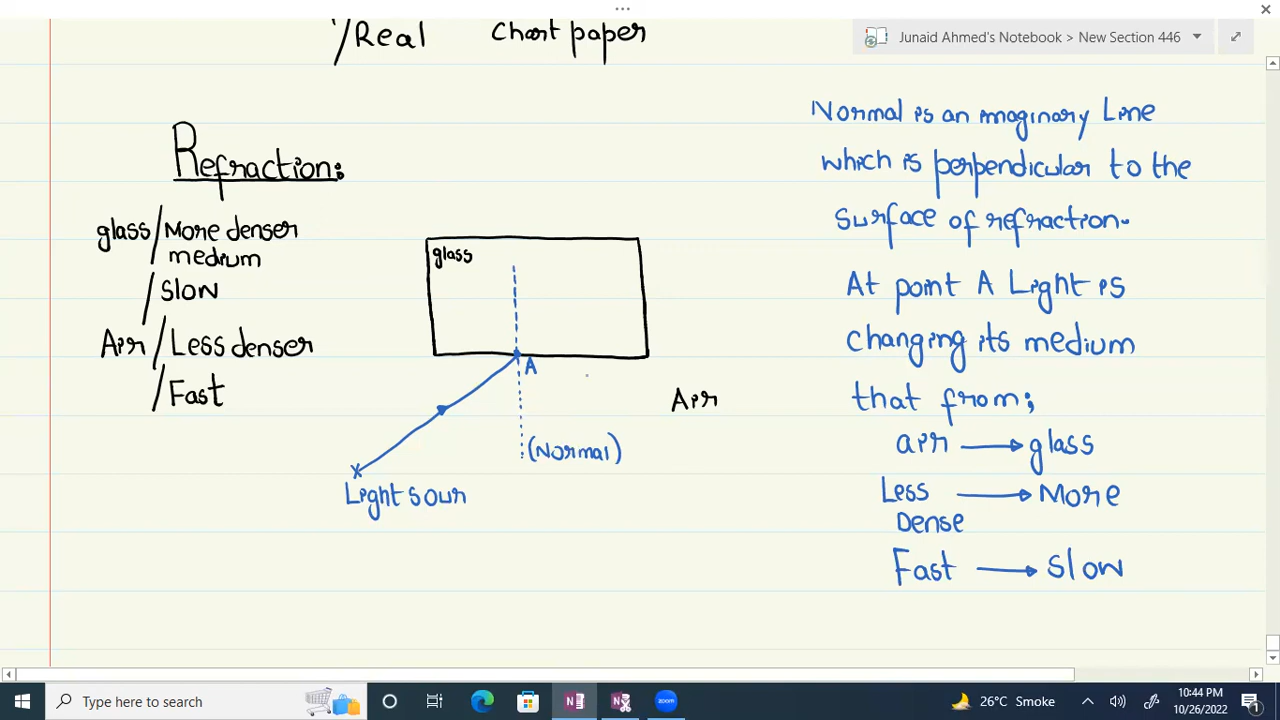 /Real Chart paper
Junaid Ahmed's Notebook > New Section 446
Refraction:
glass/More denser
medium
/Slow
Air/Less denser
/Fast
glass
A
Air
(Normal)
Light sour
Normal is an imaginary Line
which is perpendicular to the
surface of refraction.
At point A Light is
changing its medium
that from;
air → glass
Less → More
Dense
Fast → Slow
Type here to search
26°C Smoke
10:44 PM
10/26/2022
1